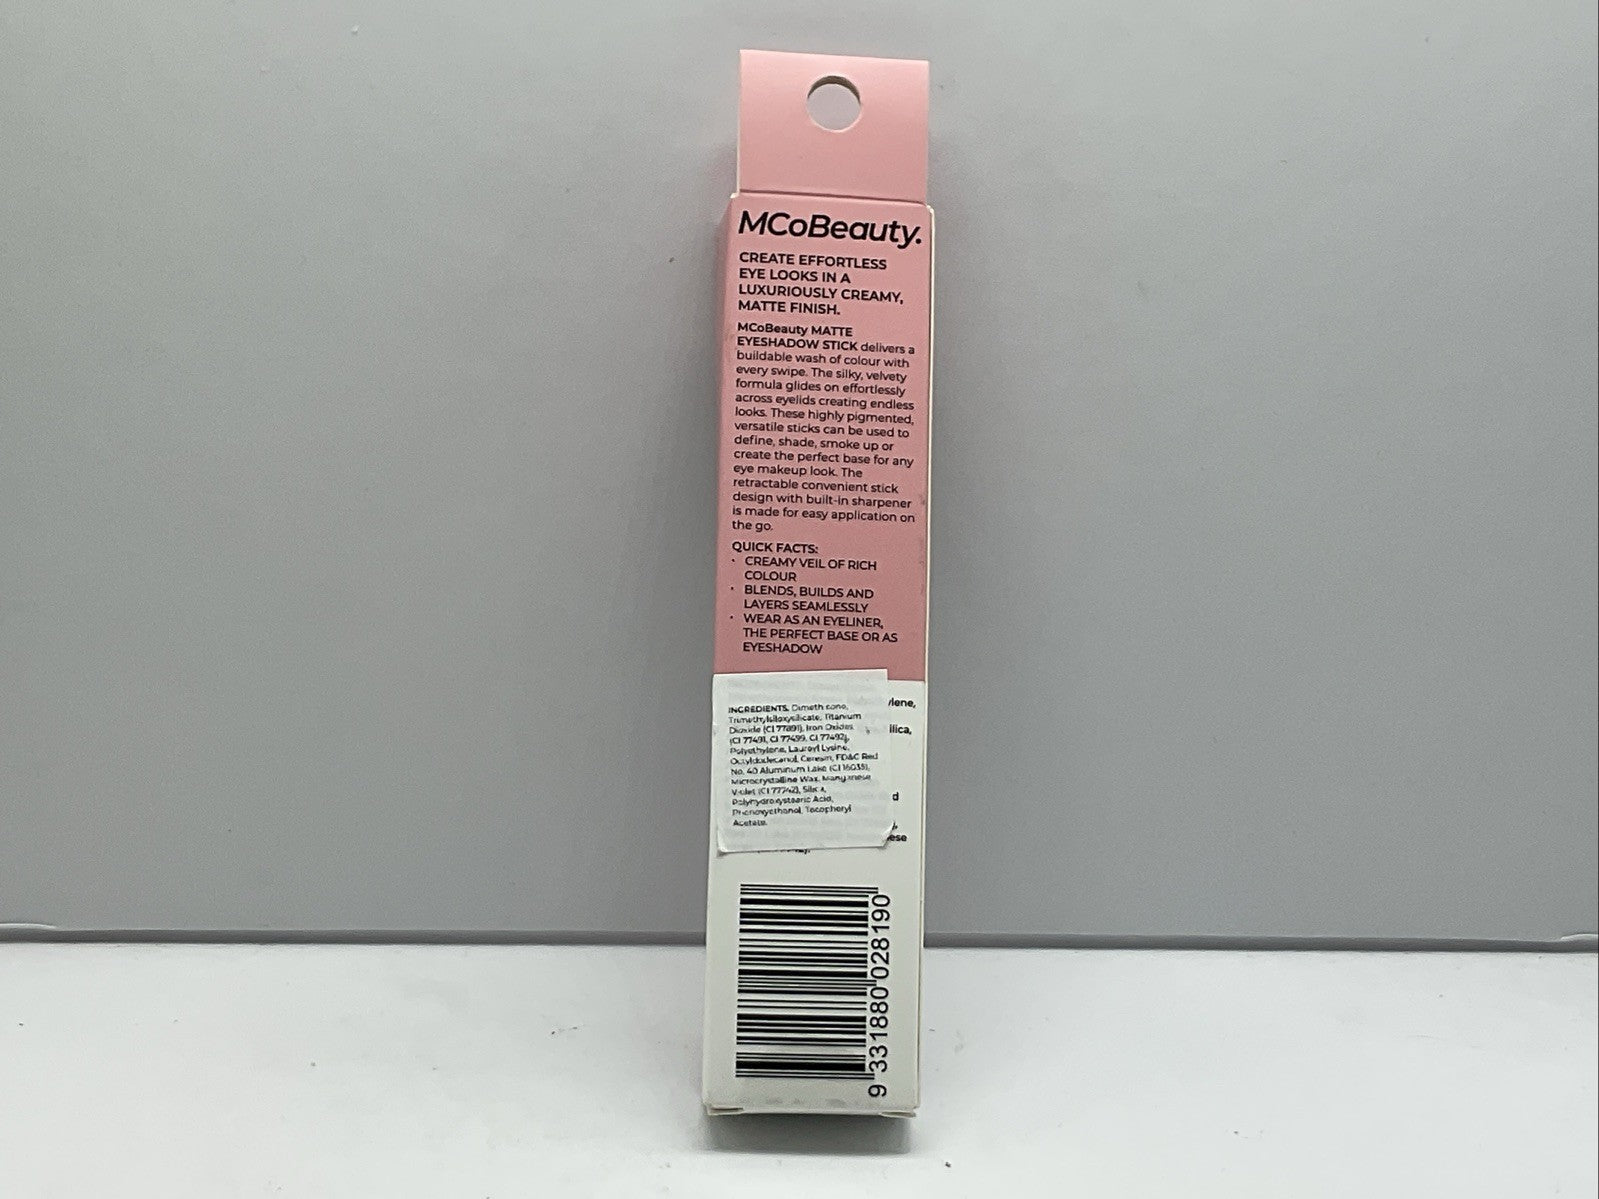 MCoBeauty.
CREATE EFFORTLESS
EYE LOOKS IN A
LUXURIOUSLY CREAMY,
MATTE FINISH.
MCoBeauty MATTE
EYESHADOW STICK delivers a
buildable wash of colour with
every swipe. The silky, velvety
formula glides on effortlessly
across eyelids creating endless
looks. These highly pigmented,
versatile sticks can be used to
define, shade, smoke up or
create the perfect base for any
eye makeup look. The
retractable convenient stick
design with built-in sharpener
is made for easy application on
the go.
QUICK FACTS:
· CREAMY VEIL OF RICH
COLOUR
· BLENDS, BUILDS AND
LAYERS SEAMLESSLY
· WEAR AS AN EYELINER,
THE PERFECT BASE OR AS
EYESHADOW
INGREDIENTS. Dimethicone,
Trimethylsiloxysilicate, Titanium
Dioxide (CI 77891), Iron Oxides
(CI 77491, CI 77499, CI 77492),
Polyethylene, Lauroyl Lysine,
Octyldodecanol, Ceresin, FD&C Red
No. 40 Aluminum Lake (CI 16035),
Microcrystalline Wax, Manganese
Violet (CI 77742), Silica,
Polyhydroxystearic Acid,
Phenoxyethanol, Tocopheryl
Acetate.
9 331880 028190